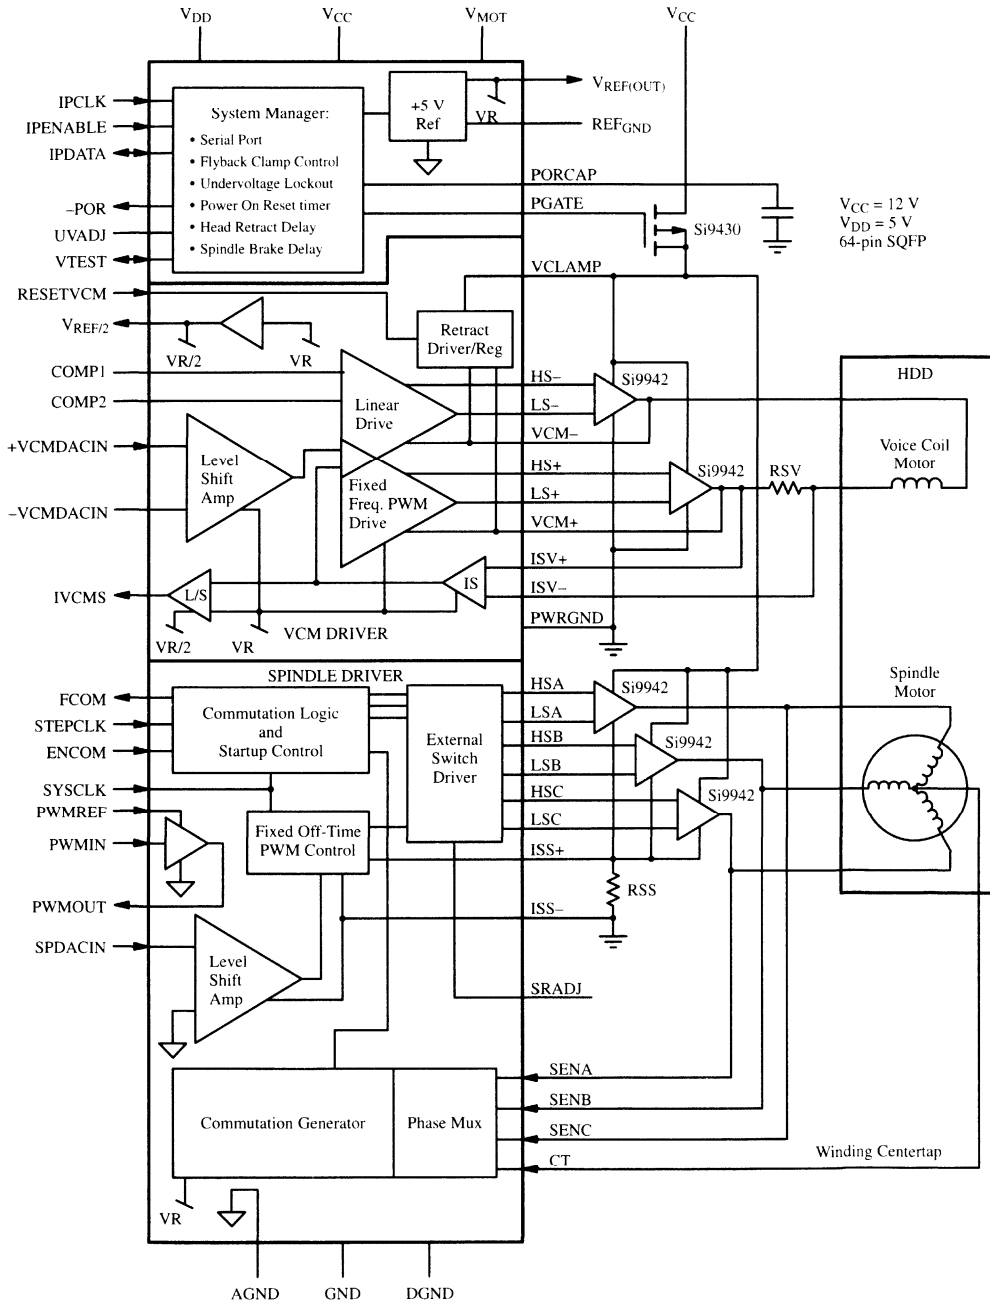 VDD
VCC
VMOT
VCC
IPCLK
IPENABLE
IPDATA
–POR
UVADJ
VTEST
System Manager:
• Serial Port
• Flyback Clamp Control
• Undervoltage Lockout
• Power On Reset timer
• Head Retract Delay
• Spindle Brake Delay
+5 V
Ref
VR
VREF(OUT)
REFGND
PORCAP
PGATE
Si9430
VCC = 12 V
VDD = 5 V
64-pin SQFP
VCLAMP
RESETVCM
VREF/2
VR/2
VR
Retract
Driver/Reg
COMP1
COMP2
Linear
Drive
HS–
LS–
VCM–
Si9942
HDD
Voice Coil
Motor
+VCMDACIN
–VCMDACIN
Level
Shift
Amp
Fixed
Freq. PWM
Drive
HS+
LS+
VCM+
Si9942
RSV
ISV+
ISV–
IS
IVCMS
L/S
VR/2
VR
VCM DRIVER
PWRGND
SPINDLE DRIVER
FCOM
STEPCLK
ENCOM
SYSCLK
PWMREF
PWMIN
PWMOUT
SPDACIN
Commutation Logic
and
Startup Control
External
Switch
Driver
HSA
LSA
HSB
LSB
HSC
LSC
ISS+
Si9942
Si9942
Si9942
Spindle
Motor
Fixed Off-Time
PWM Control
RSS
ISS–
Level
Shift
Amp
SRADJ
SENA
SENB
SENC
CT
Winding Centertap
Commutation Generator
Phase Mux
VR
AGND
GND
DGND